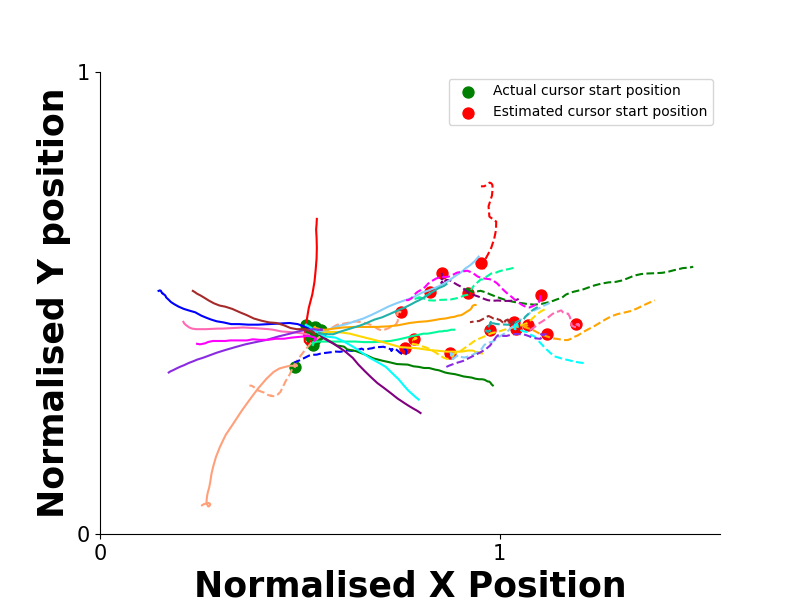 1
Actual cursor start position
Estimated cursor start position
Normalised Y position
0
0
1
Normalised X Position